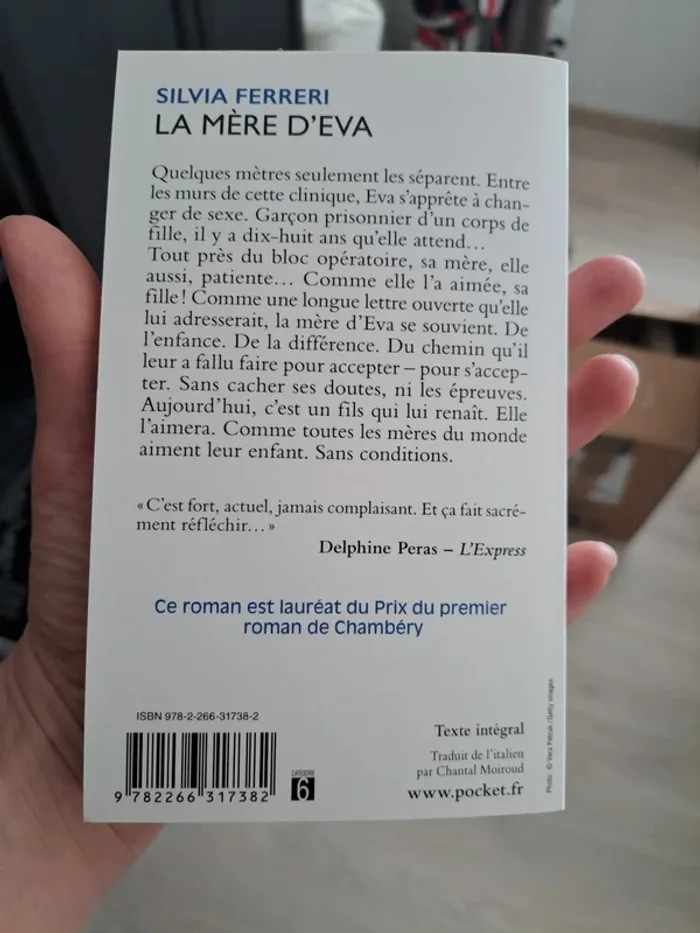 SILVIA FERRERI
LA MÈRE D'EVA
Quelques mètres seulement les séparent. Entre
les murs de cette clinique, Eva s'apprête à chan-
ger de sexe. Garçon prisonnier d'un corps de
fille, il y a dix-huit ans qu'elle attend…
Tout près du bloc opératoire, sa mère, elle
aussi, patiente… Comme elle l'a aimée, sa
fille ! Comme une longue lettre ouverte qu'elle
lui adresserait, la mère d'Eva se souvient. De
l'enfance. De la différence. Du chemin qu'il
leur a fallu faire pour accepter – pour s'accep-
ter. Sans cacher ses doutes, ni les épreuves.
Aujourd'hui, c'est un fils qui lui renaît. Elle
l'aimera. Comme toutes les mères du monde
aiment leur enfant. Sans conditions.
« C'est fort, actuel, jamais complaisant. Et ça fait sacré-
ment réfléchir… »
Delphine Peras – L'Express
Ce roman est lauréat du Prix du premier
roman de Chambéry
ISBN 978-2-266-31738-2
9 782266 317382
CATÉGORIE
6
Texte intégral
Traduit de l'italien
par Chantal Moiroud
www.pocket.fr
Photo : © Vera Petruk / Getty Images